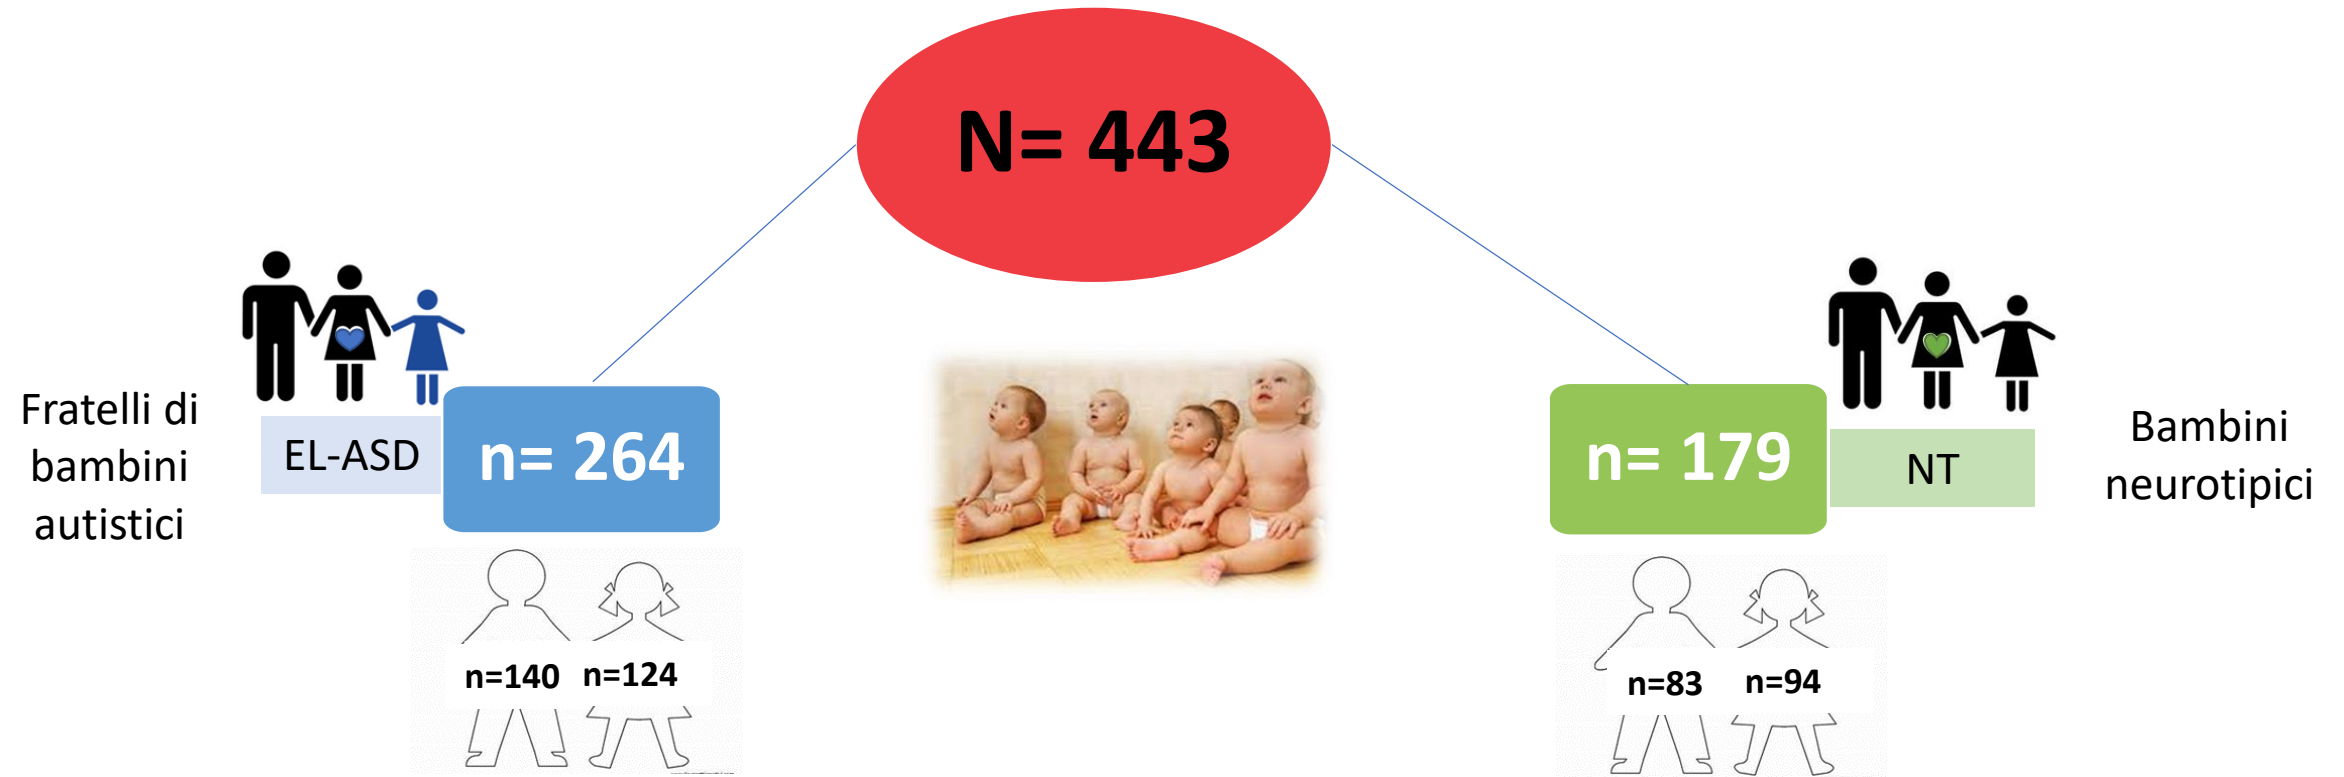 N= 443
Fratelli di
bambini
autistici
EL-ASD
n= 264
n= 179
NT
Bambini
neurotipici
n=140
n=124
n=83
n=94